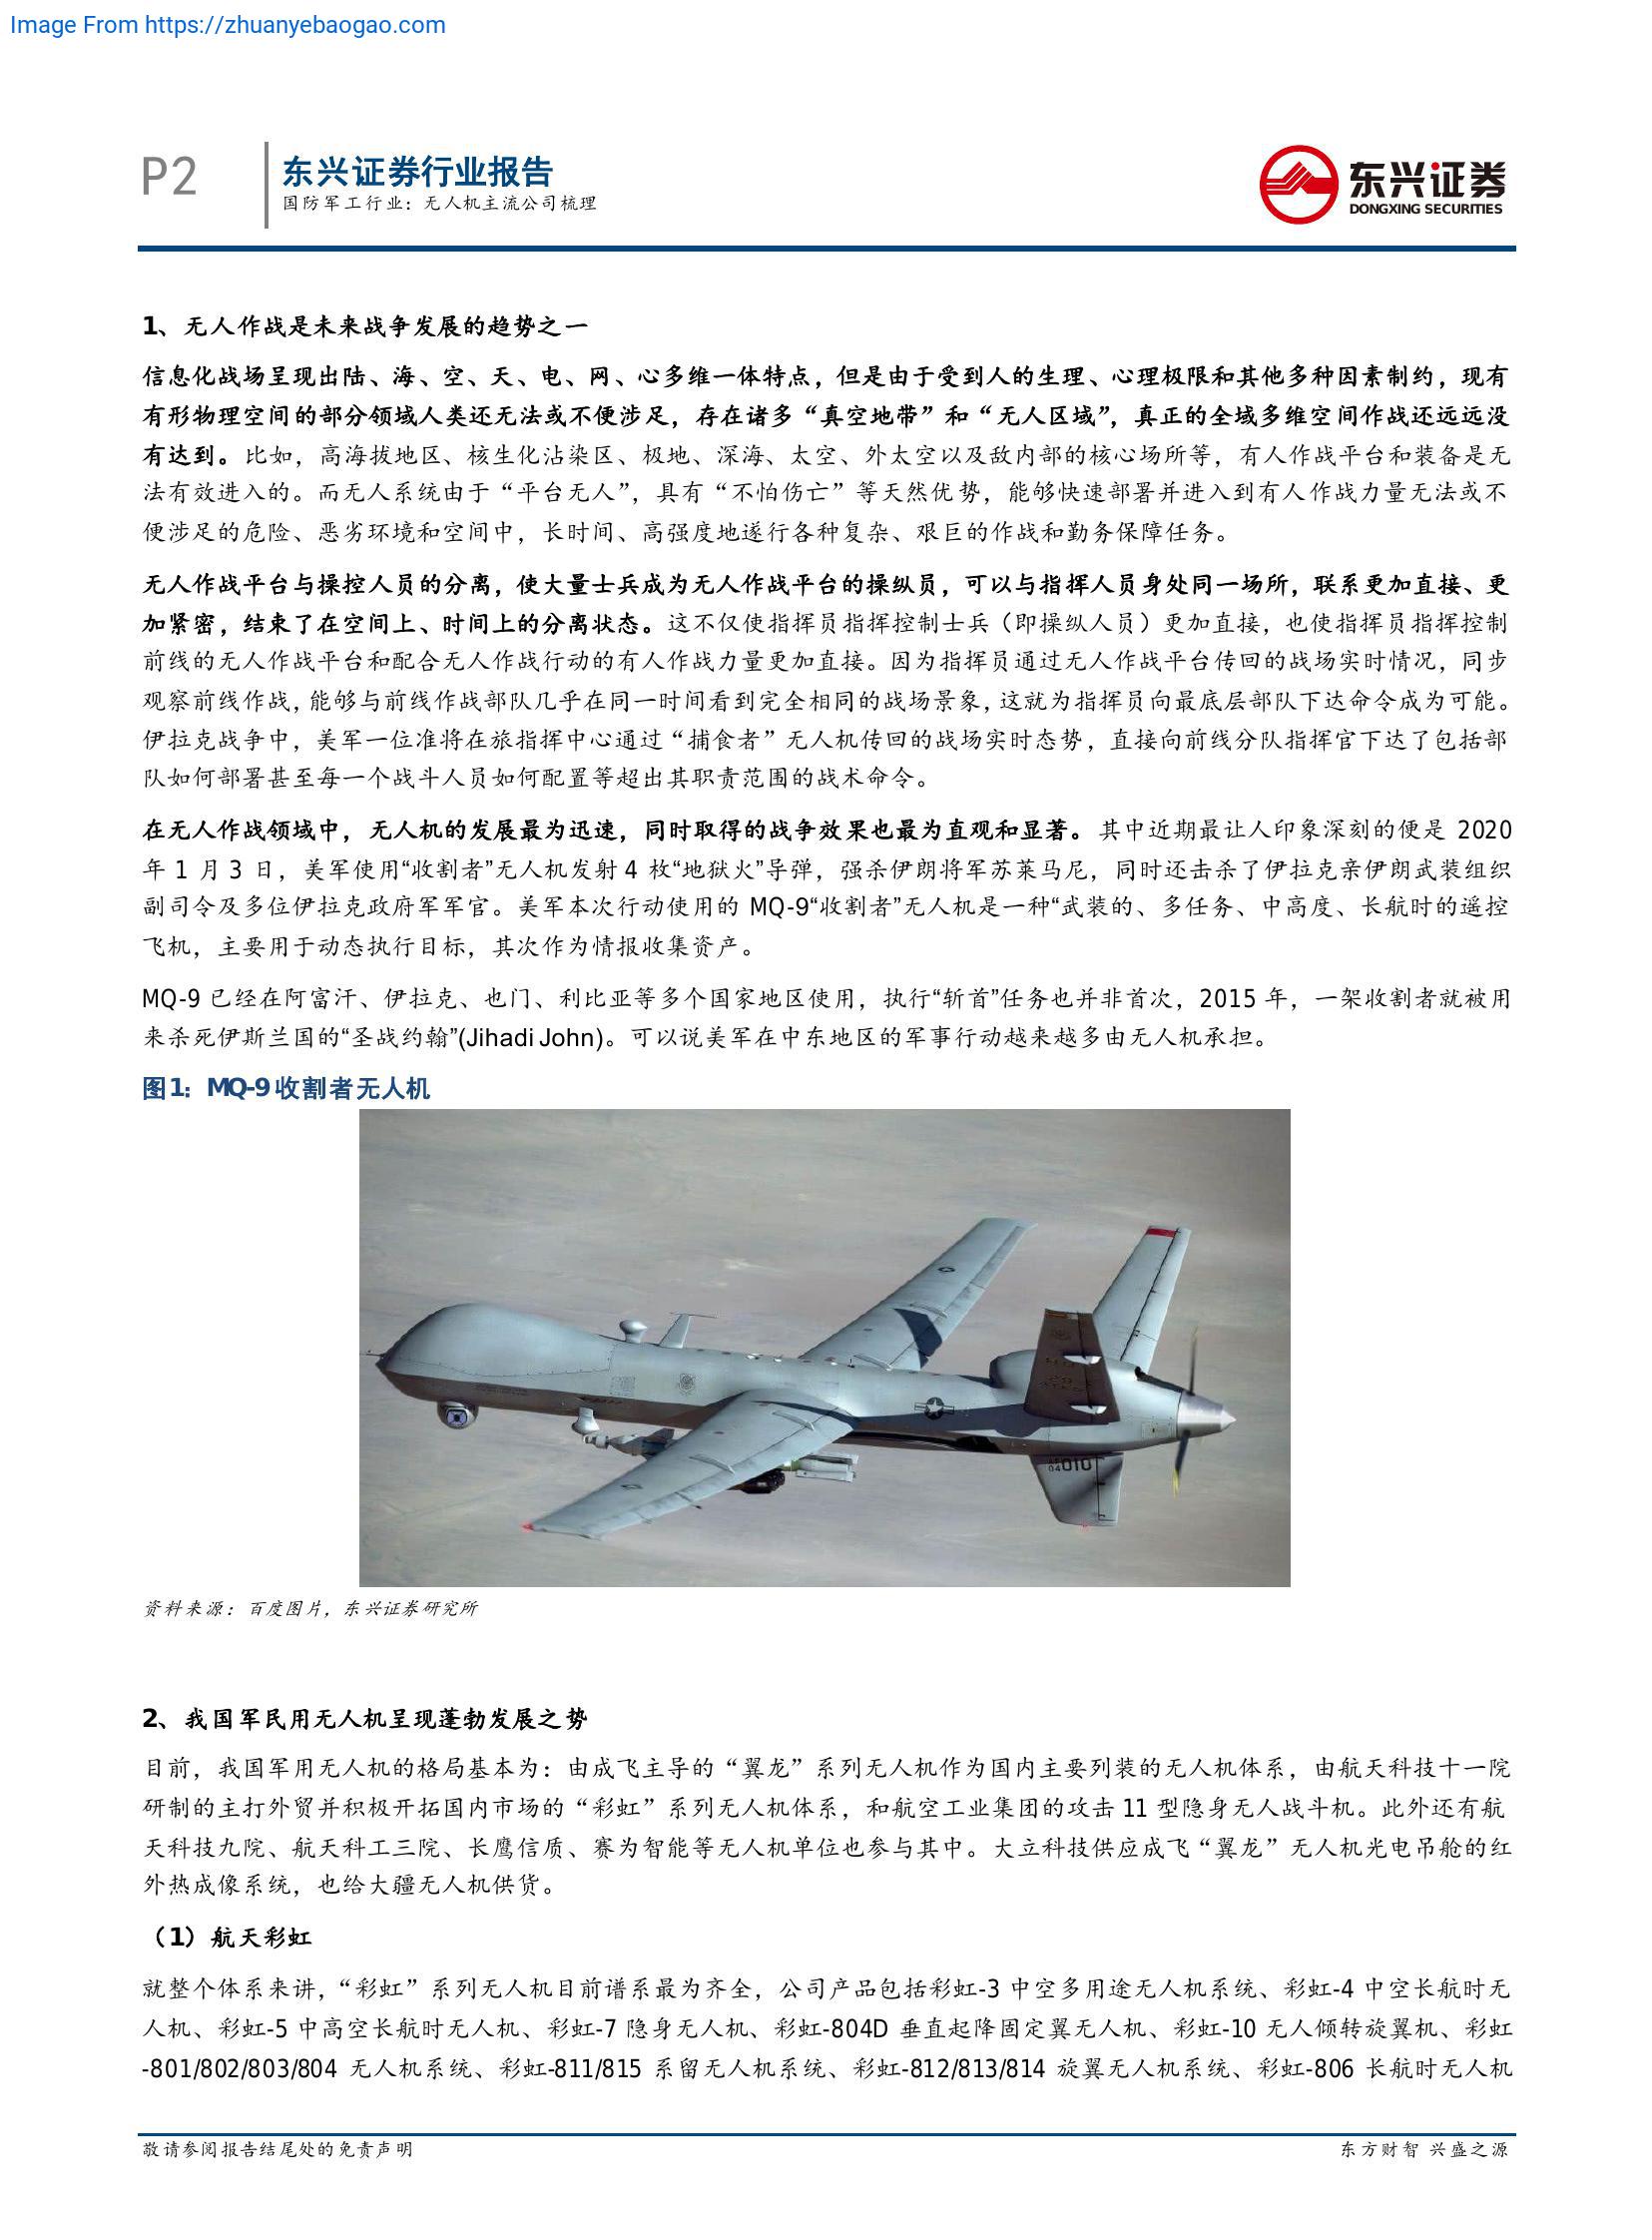 Image From https://zhuanyebaogao.com
P2
东兴证券行业报告
国防军工行业：无人机主流公司梳理
东兴证券
DONGXING SECURITIES
1、无人作战是未来战争发展的趋势之一
信息化战场呈现出陆、海、空、天、电、网、心多维一体特点，但是由于受到人的生理、心理极限和其他多种因素制约，现有
有形物理空间的部分领域人类还无法或不便涉足，存在诸多“真空地带”和“无人区域”，真正的全域多维空间作战还远远没
有达到。比如，高海拔地区、核生化沾染区、极地、深海、太空、外太空以及敌内部的核心场所等，有人作战平台和装备是无
法有效进入的。而无人系统由于“平台无人”，具有“不怕伤亡”等天然优势，能够快速部署并进入到有人作战力量无法或不
便涉足的危险、恶劣环境和空间中，长时间、高强度地遂行各种复杂、艰巨的作战和勤务保障任务。
无人作战平台与操控人员的分离，使大量士兵成为无人作战平台的操纵员，可以与指挥人员身处同一场所，联系更加直接、更
加紧密，结束了在空间上、时间上的分离状态。这不仅使指挥员指挥控制士兵（即操纵人员）更加直接，也使指挥员指挥控制
前线的无人作战平台和配合无人作战行动的有人作战力量更加直接。因为指挥员通过无人作战平台传回的战场实时情况，同步
观察前线作战，能够与前线作战部队几乎在同一时间看到完全相同的战场景象，这就为指挥员向最底层部队下达命令成为可能。
伊拉克战争中，美军一位准将在旅指挥中心通过“捕食者”无人机传回的战场实时态势，直接向前线分队指挥官下达了包括部
队如何部署甚至每一个战斗人员如何配置等超出其职责范围的战术命令。
在无人作战领域中，无人机的发展最为迅速，同时取得的战争效果也最为直观和显著。其中近期最让人印象深刻的便是 2020
年 1 月 3 日，美军使用“收割者”无人机发射 4 枚“地狱火”导弹，强杀伊朗将军苏莱马尼，同时还击杀了伊拉克亲伊朗武装组织
副司令及多位伊拉克政府军军官。美军本次行动使用的 MQ-9“收割者”无人机是一种“武装的、多任务、中高度、长航时的遥控
飞机，主要用于动态执行目标，其次作为情报收集资产。
MQ-9 已经在阿富汗、伊拉克、也门、利比亚等多个国家地区使用，执行“斩首”任务也并非首次，2015 年，一架收割者就被用
来杀死伊斯兰国的“圣战约翰”(Jihadi John)。可以说美军在中东地区的军事行动越来越多由无人机承担。
图1：MQ-9收割者无人机
010
资料来源：百度图片，东兴证券研究所
2、我国军民用无人机呈现蓬勃发展之势
目前，我国军用无人机的格局基本为：由成飞主导的“翼龙”系列无人机作为国内主要列装的无人机体系，由航天科技十一院
研制的主打外贸并积极开拓国内市场的“彩虹”系列无人机体系，和航空工业集团的攻击 11 型隐身无人战斗机。此外还有航
天科技九院、航天科工三院、长鹰信质、赛为智能等无人机单位也参与其中。大立科技供应成飞“翼龙”无人机光电吊舱的红
外热成像系统，也给大疆无人机供货。
（1）航天彩虹
就整个体系来讲，“彩虹”系列无人机目前谱系最为齐全，公司产品包括彩虹-3 中空多用途无人机系统、彩虹-4 中空长航时无
人机、彩虹-5 中高空长航时无人机、彩虹-7 隐身无人机、彩虹-804D 垂直起降固定翼无人机、彩虹-10 无人倾转旋翼机、彩虹
-801/802/803/804 无人机系统、彩虹-811/815 系留无人机系统、彩虹-812/813/814 旋翼无人机系统、彩虹-806 长航时无人机
敬请参阅报告结尾处的免责声明
东方财智 兴盛之源